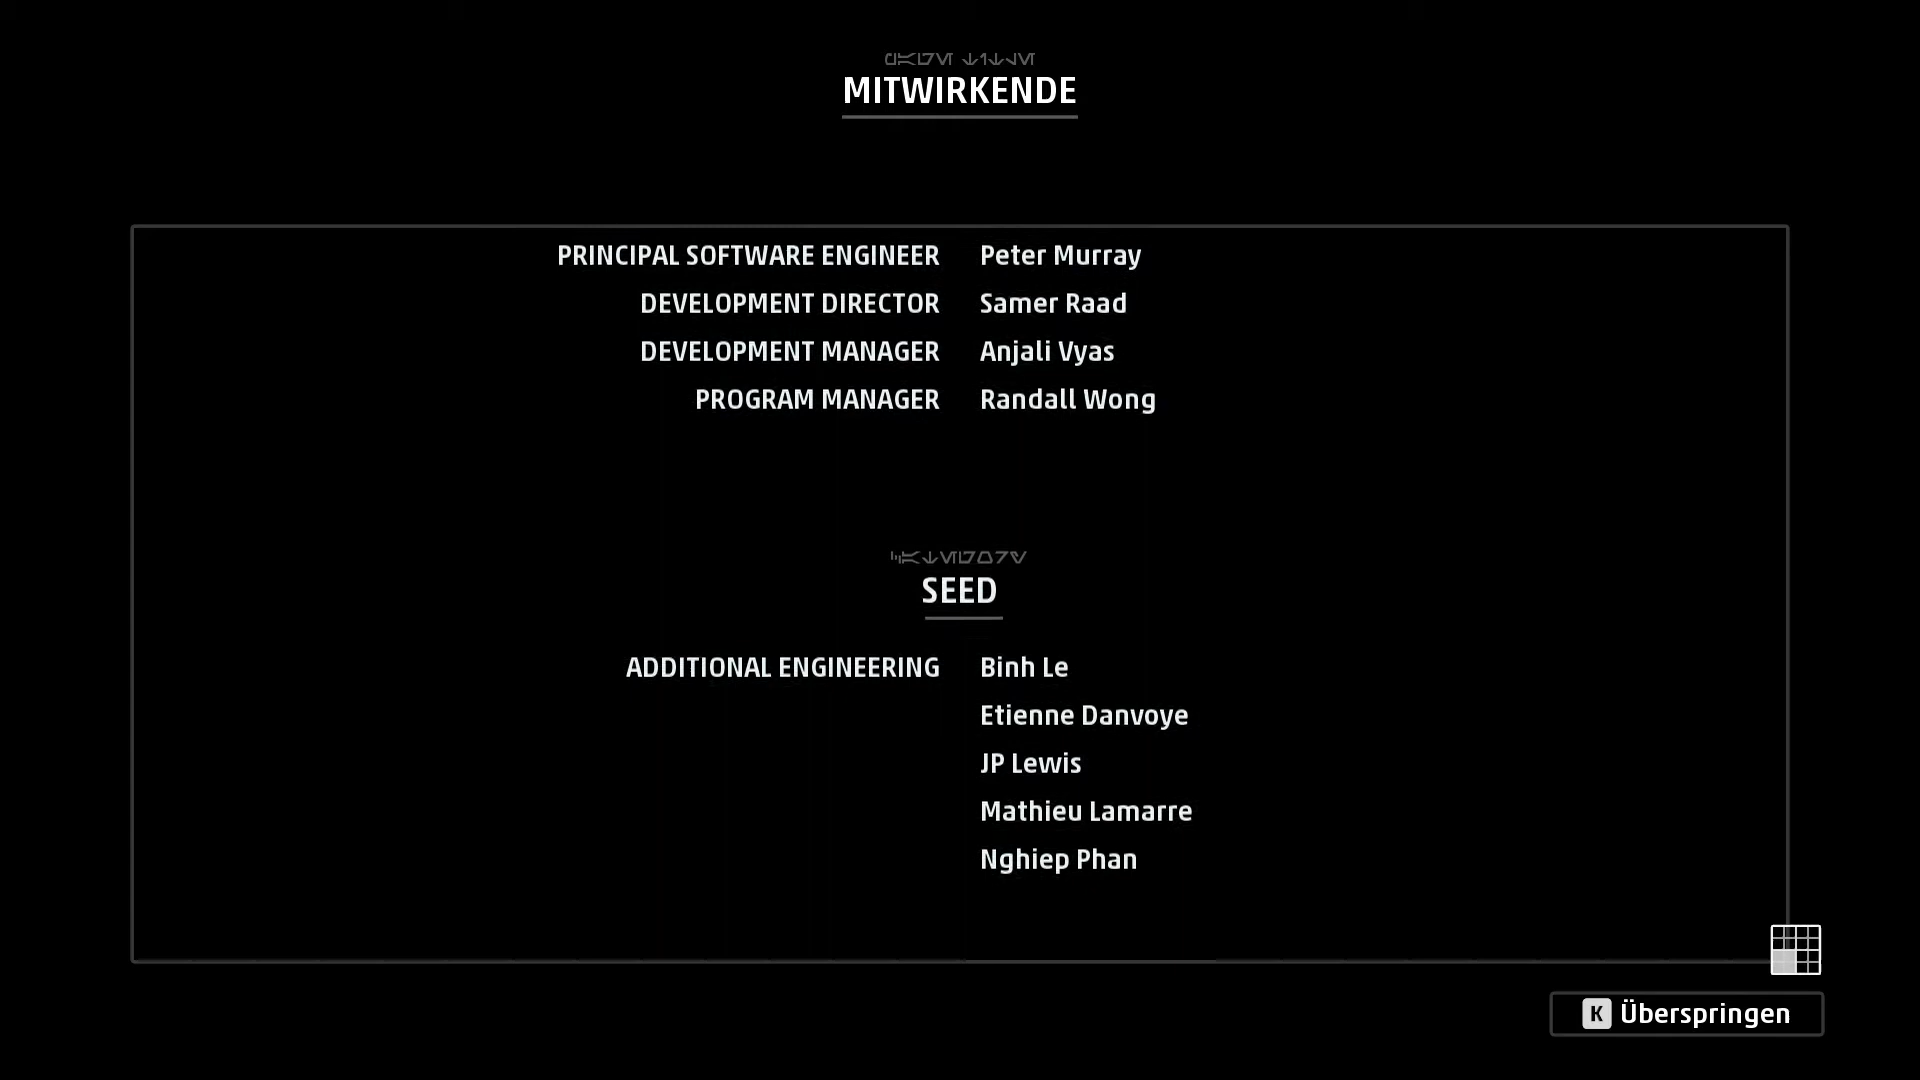 MITWIRKENDE
PRINCIPAL SOFTWARE ENGINEER Peter Murray
DEVELOPMENT DIRECTOR Samer Raad
DEVELOPMENT MANAGER Anjali Vyas
PROGRAM MANAGER Randall Wong
SEED
ADDITIONAL ENGINEERING Binh Le
Etienne Danvoye
JP Lewis
Mathieu Lamarre
Nghiep Phan
K Überspringen